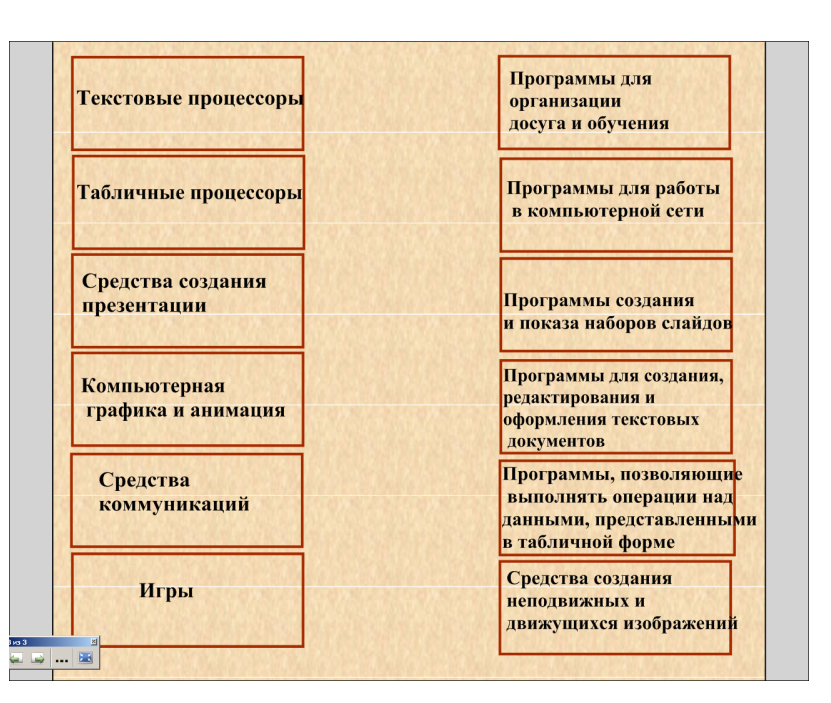 Текстовые процессоры
Табличные процессоры
Средства создания
презентации
Компьютерная
графика и анимация
Средства
коммуникаций
Игры
Программы для
организации
досуга и обучения
Программы для работы
в компьютерной сети
Программы создания
и показа наборов слайдов
Программы для создания,
редактирования и
оформления текстовых
документов
Программы, позволяющие
выполнять операции над
данными, представленными
в табличной форме
Средства создания
неподвижных и
движущихся изображений
из 3